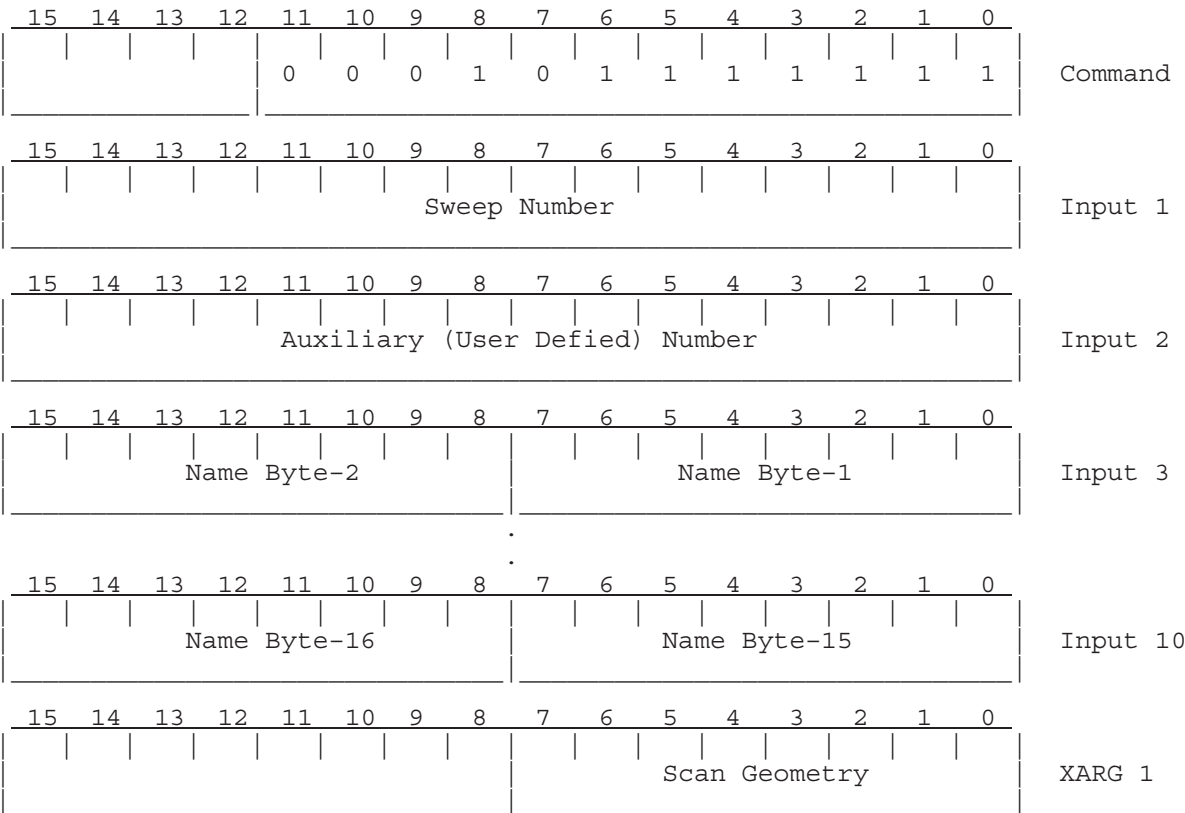 15 14 13 12 11 10 9 8 7 6 5 4 3 2 1 0
0 0 0 1 0 1 1 1 1 1 1 1 Command
15 14 13 12 11 10 9 8 7 6 5 4 3 2 1 0
Sweep Number Input 1
15 14 13 12 11 10 9 8 7 6 5 4 3 2 1 0
Auxiliary (User Defied) Number Input 2
15 14 13 12 11 10 9 8 7 6 5 4 3 2 1 0
Name Byte-2 Name Byte-1 Input 3
.
.
15 14 13 12 11 10 9 8 7 6 5 4 3 2 1 0
Name Byte-16 Name Byte-15 Input 10
15 14 13 12 11 10 9 8 7 6 5 4 3 2 1 0
Scan Geometry XARG 1